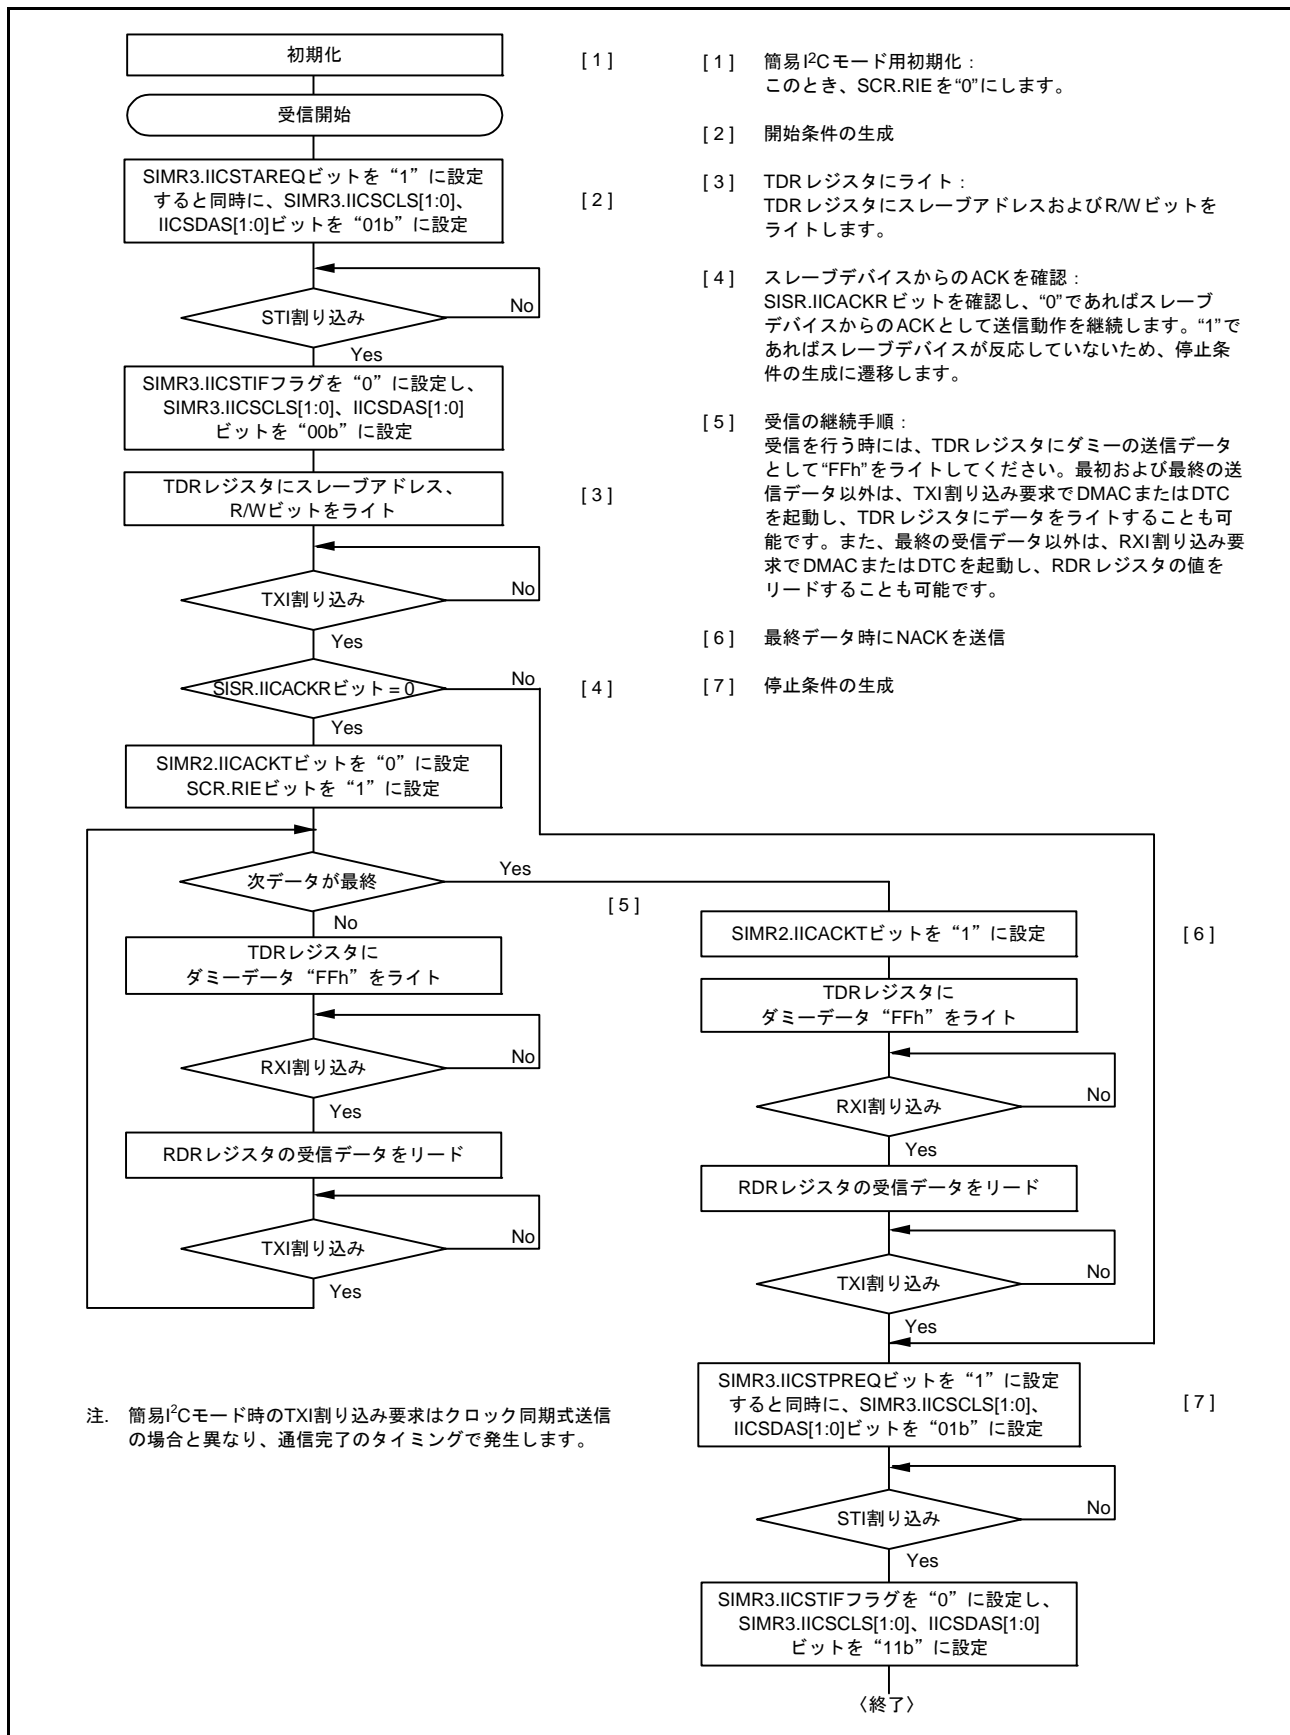 初期化
[ 1 ]
受信開始
SIMR3.IICSTAREQビットを“1”に設定
すると同時に、SIMR3.IICSCLS[1:0]、
IICSDAS[1:0]ビットを“01b”に設定
[ 2 ]
STI割り込み
No
Yes
SIMR3.IICSTIFフラグを“0”に設定し、
SIMR3.IICSCLS[1:0]、IICSDAS[1:0]
ビットを“00b”に設定
TDRレジスタにスレーブアドレス、
R/Wビットをライト
[ 3 ]
TXI割り込み
No
Yes
SISR.IICACKRビット = 0
No
[ 4 ]
Yes
SIMR2.IICACKTビットを“0”に設定
SCR.RIEビットを“1”に設定
次データが最終
Yes
[ 5 ]
No
TDRレジスタに
ダミーデータ“FFh”をライト
RXI割り込み
No
Yes
RDRレジスタの受信データをリード
TXI割り込み
No
Yes
SIMR2.IICACKTビットを“1”に設定
[ 6 ]
TDRレジスタに
ダミーデータ“FFh”をライト
RXI割り込み
No
Yes
RDRレジスタの受信データをリード
TXI割り込み
No
Yes
SIMR3.IICSTPREQビットを“1”に設定
すると同時に、SIMR3.IICSCLS[1:0]、
IICSDAS[1:0]ビットを“01b”に設定
[ 7 ]
STI割り込み
No
Yes
SIMR3.IICSTIFフラグを“0”に設定し、
SIMR3.IICSCLS[1:0]、IICSDAS[1:0]
ビットを“11b”に設定
〈終了〉
[ 1 ] 簡易I²Cモード用初期化：
このとき、SCR.RIEを“0”にします。
[ 2 ] 開始条件の生成
[ 3 ] TDRレジスタにライト：
TDRレジスタにスレーブアドレスおよびR/Wビットを
ライトします。
[ 4 ] スレーブデバイスからのACKを確認：
SISR.IICACKRビットを確認し、“0”であればスレーブ
デバイスからのACKとして送信動作を継続します。“1”で
あればスレーブデバイスが反応していないため、停止条
件の生成に遷移します。
[ 5 ] 受信の継続手順：
受信を行う時には、TDRレジスタにダミーの送信データ
として“FFh”をライトしてください。最初および最終の送
信データ以外は、TXI割り込み要求でDMACまたはDTC
を起動し、TDRレジスタにデータをライトすることも可
能です。また、最終の受信データ以外は、RXI割り込み要
求でDMACまたはDTCを起動し、RDRレジスタの値を
リードすることも可能です。
[ 6 ] 最終データ時にNACKを送信
[ 7 ] 停止条件の生成
注. 簡易I²Cモード時のTXI割り込み要求はクロック同期式送信
の場合と異なり、通信完了のタイミングで発生します。